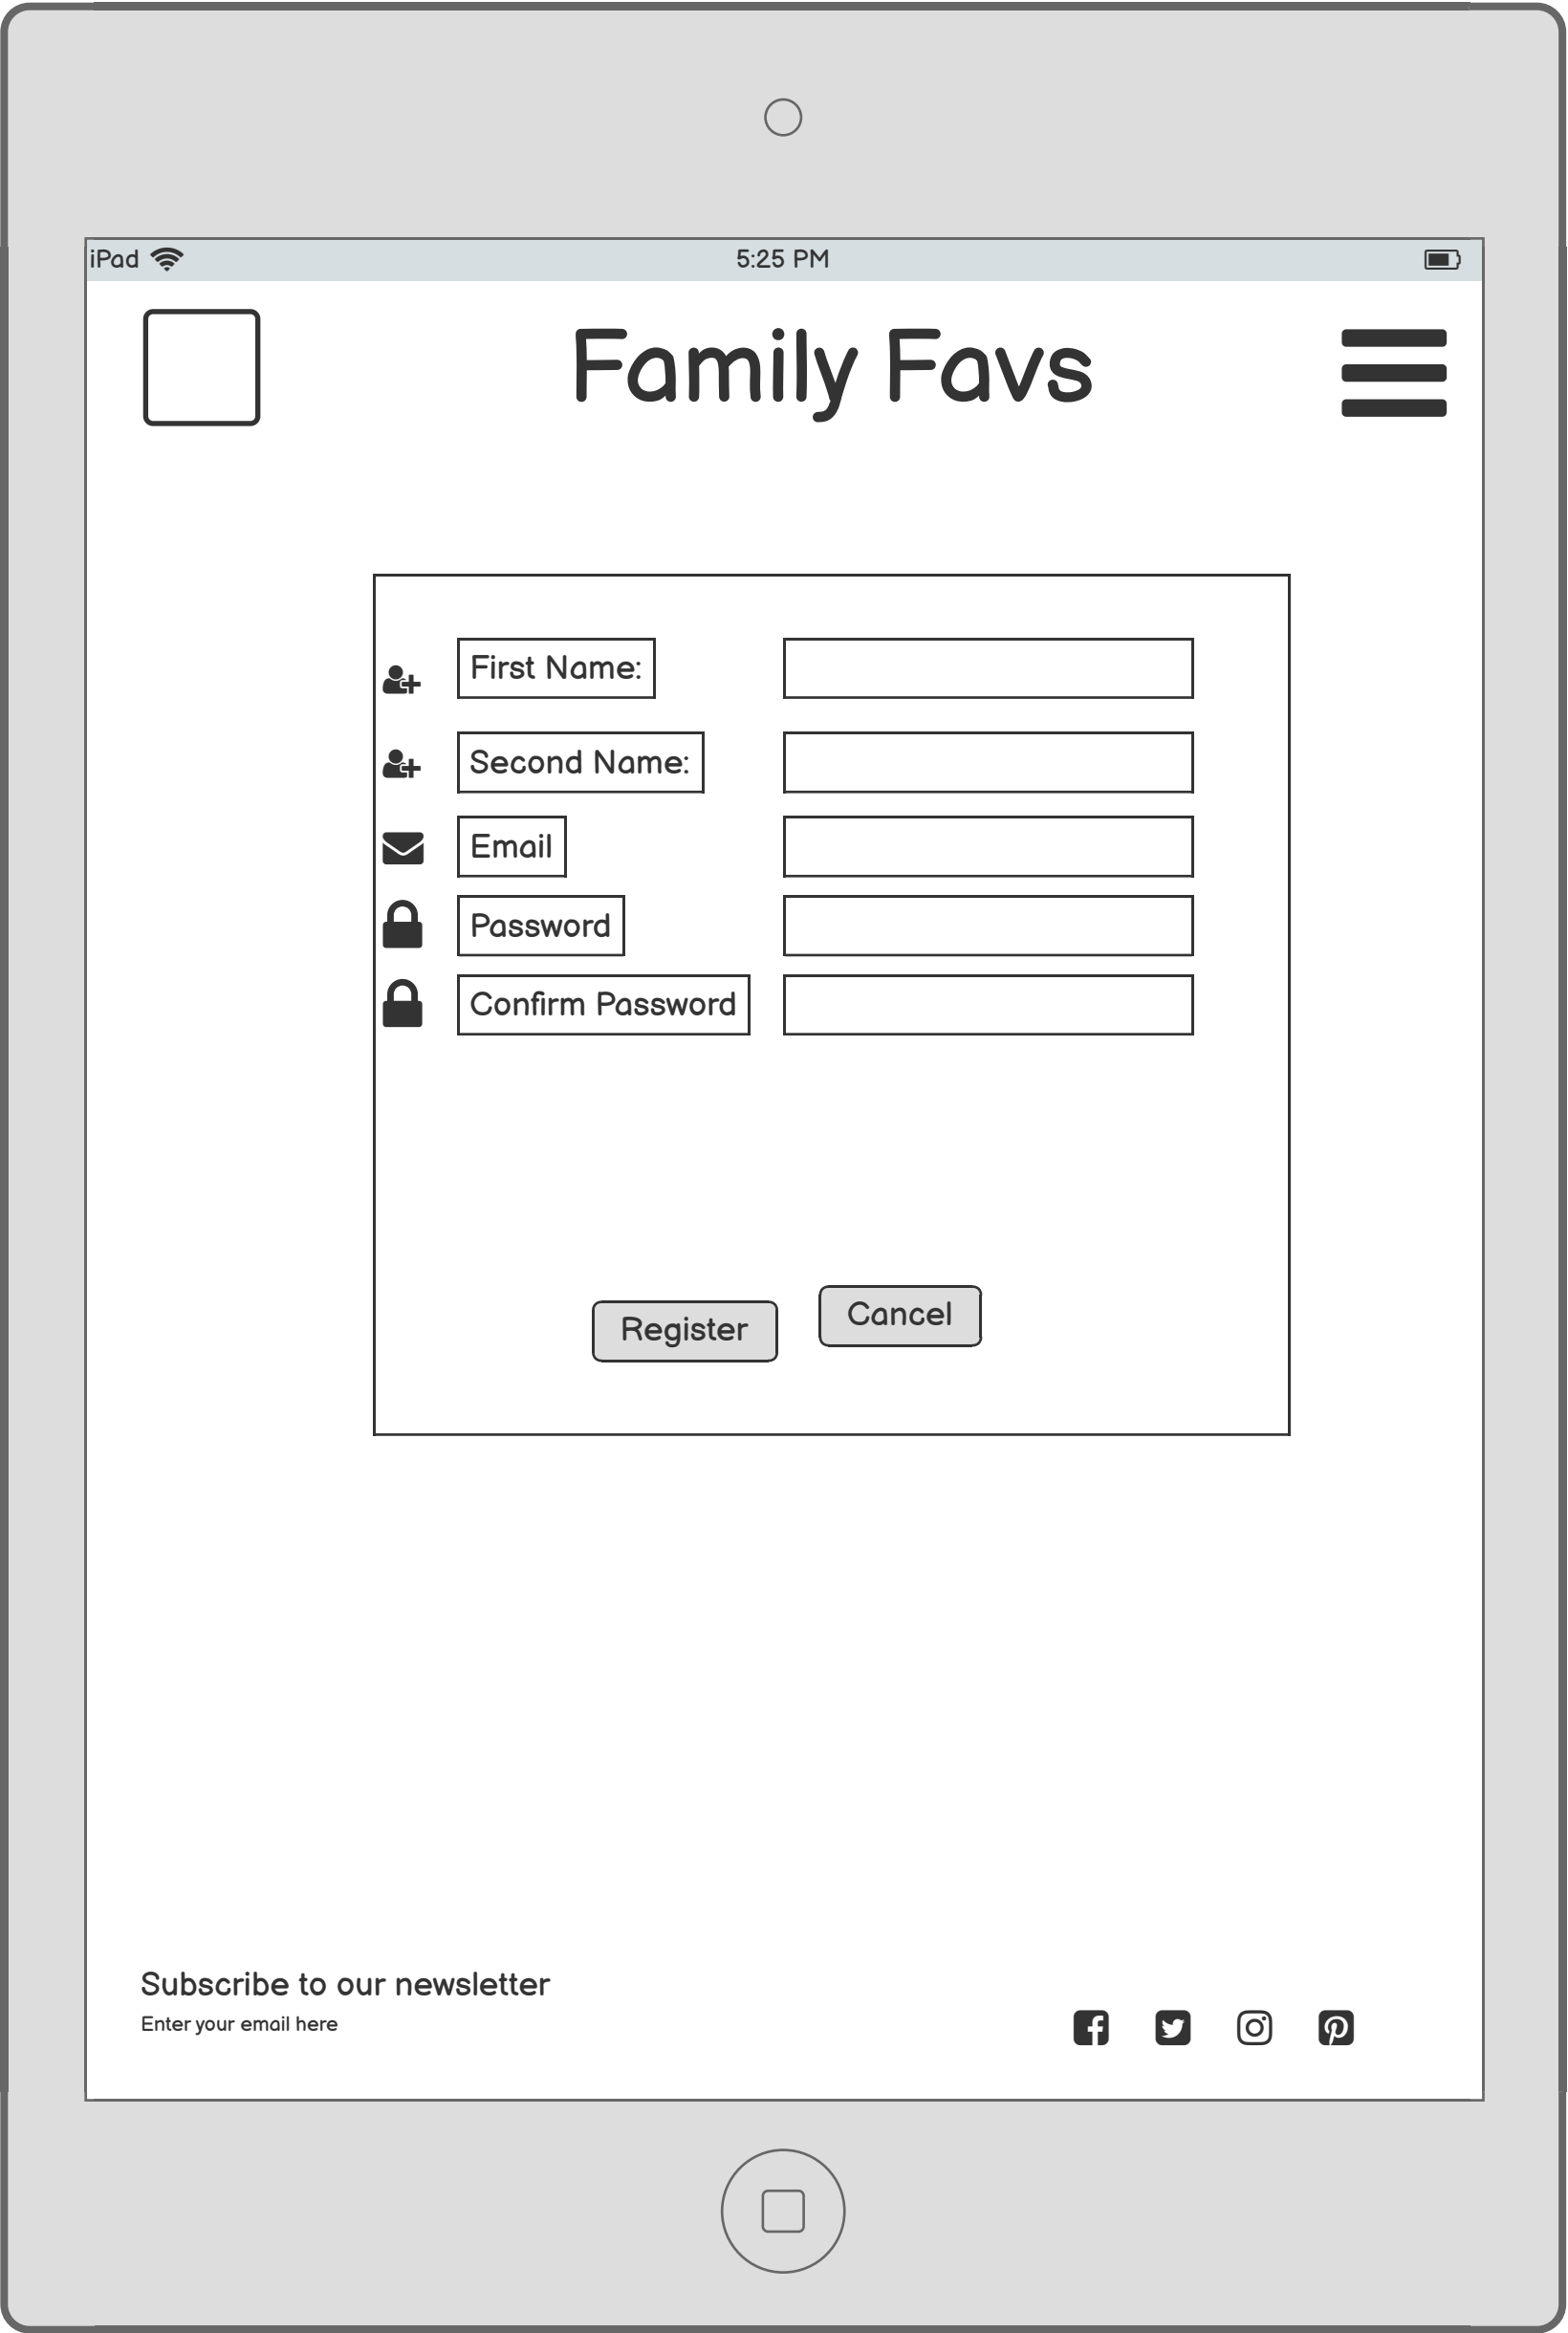 iPad
5:25 PM
Family Favs
First Name:
Second Name:
Email
Password
Confirm Password
Register
Cancel
Subscribe to our newsletter
Enter your email here